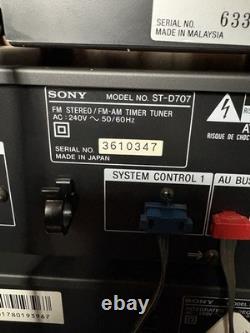 SERIAL NO. 633
MADE IN MALAYSIA
SONY MODEL NO. ST-D707
FM STEREO/FM-AM TIMER TUNER
AC: 240V ~ 50/60Hz
SERIAL NO. 3610347
MADE IN JAPAN
RISQUE DE CHOC
SYSTEM CONTROL 1
AU BUS
SONY